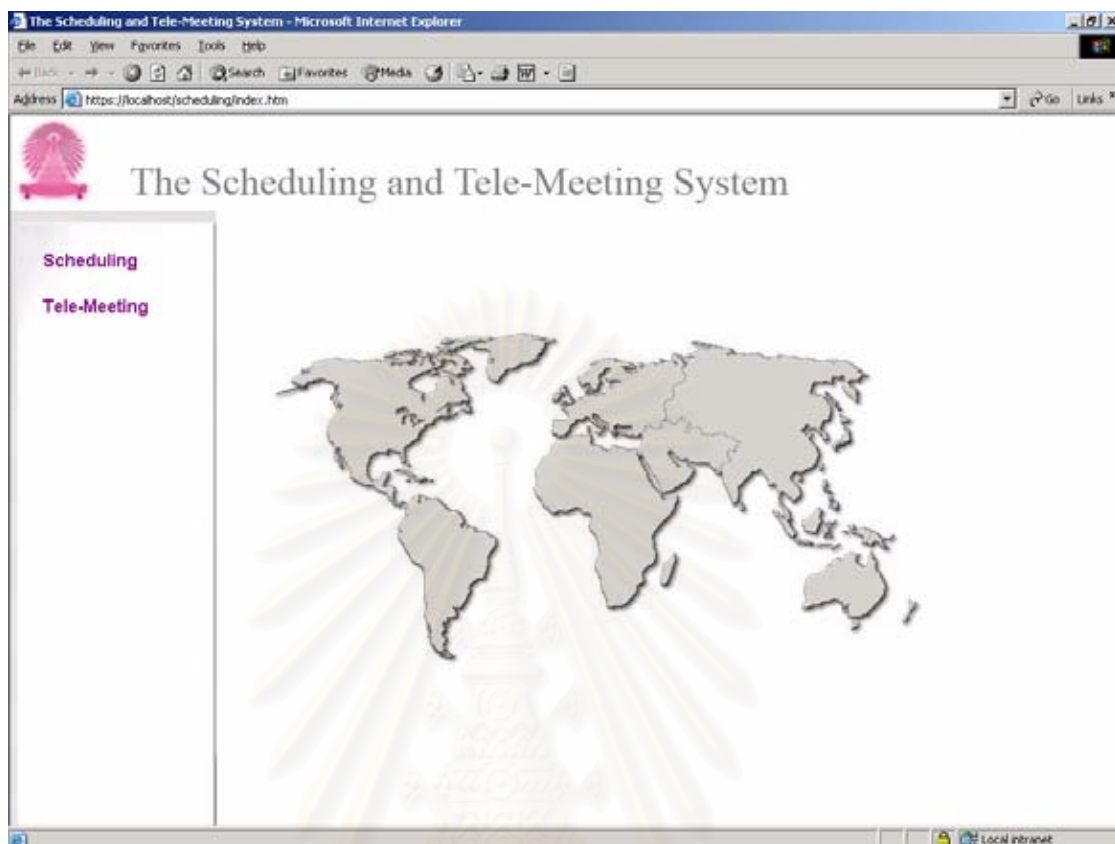 The Scheduling and Tele-Meeting System - Microsoft Internet Explorer
File Edit View Favorites Tools Help
Back Search Favorites Media
Address https://localhost/scheduling/index.htm Go Links
The Scheduling and Tele-Meeting System
Scheduling
Tele-Meeting
Local intranet